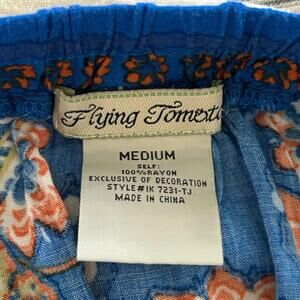 Flying Tomato
MEDIUM
SELF:
100%RAYON
EXCLUSIVE OF DECORATION
STYLE#IK 7231-TJ
MADE IN CHINA